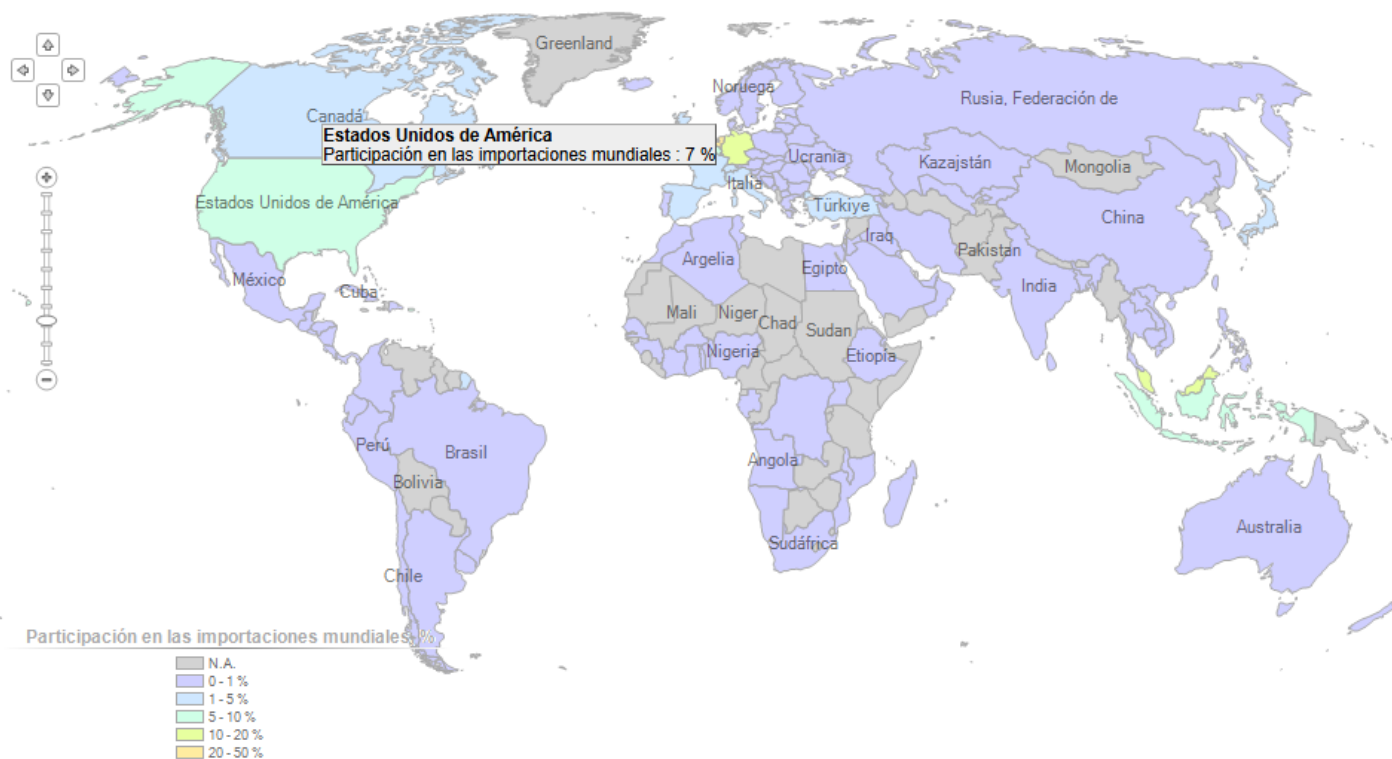 Greenland
Noruega
Rusia, Federación de
Canadá
Estados Unidos de América
Participación en las importaciones mundiales : 7 %
Ucrania
Kazajstán
Mongolia
Italia
Estados Unidos de América
Türkiye
China
Iraq
Pakistán
México
Argelia
Egipto
India
Cuba
Mali
Niger
Chad
Sudan
Nigeria
Etiopía
Perú
Brasil
Angola
Bolivia
Australia
Sudáfrica
Chile
Participación en las importaciones mundiales, %
N.A.
0 - 1 %
1 - 5 %
5 - 10 %
10 - 20 %
20 - 50 %